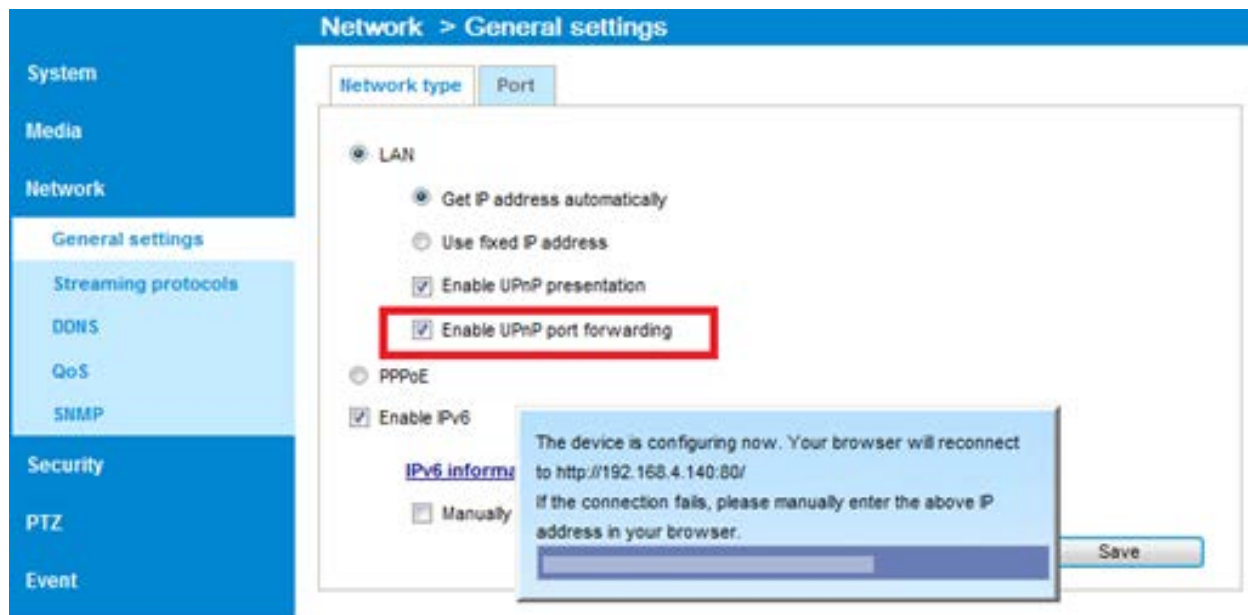 Network > General settings
System
Media
Network
General settings
Streaming protocols
DDNS
QoS
SNMP
Security
PTZ
Event
Network type
Port
LAN
Get IP address automatically
Use fixed IP address
Enable UPnP presentation
Enable UPnP port forwarding
PPPoE
Enable IPv6
IPv6 informa
Manually
The device is configuring now. Your browser will reconnect
to http://192.168.4.140:80/
If the connection fails, please manually enter the above IP
address in your browser.
Save